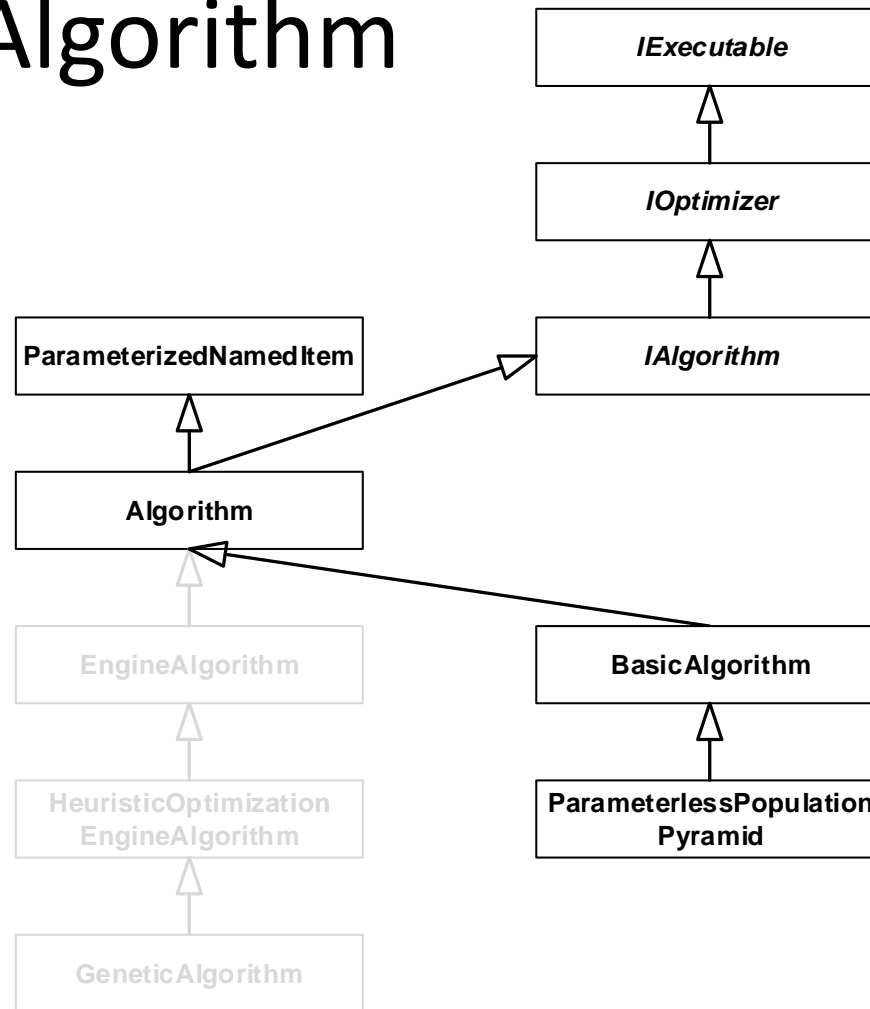 Algorithm
IExecutable
IOptimizer
ParameterizedNamedItem
IAlgorithm
Algorithm
EngineAlgorithm
BasicAlgorithm
HeuristicOptimization
EngineAlgorithm
ParameterlessPopulation
Pyramid
GeneticAlgorithm